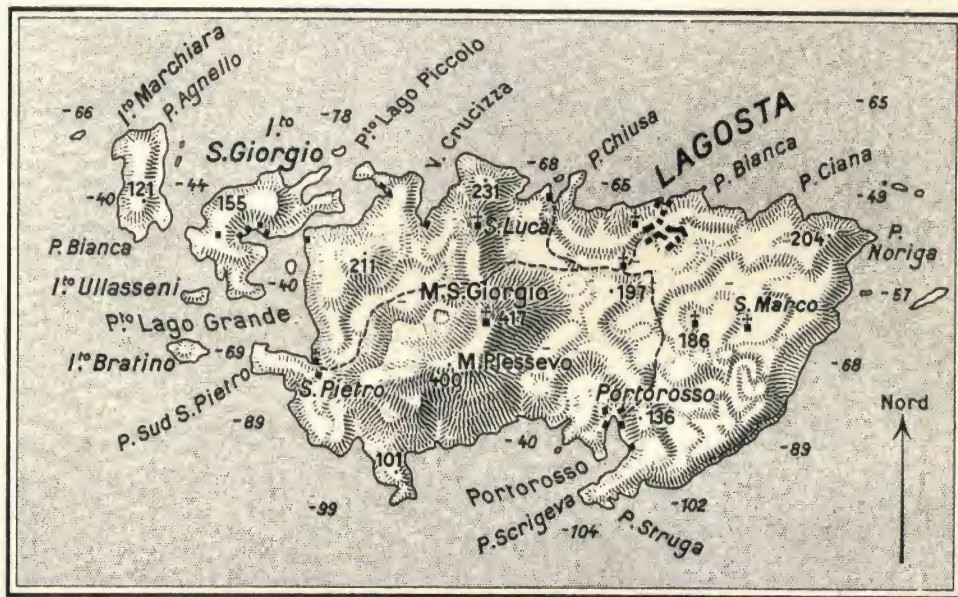 I.to Marchiara
P. Agnello
-66
I.to
S. Giorgio
-78
P.to Lago Piccolo
V. Crucizza
-68
P. Chiusa
-65
LAGOSTA
P. Bianca
-65
P. Ciana
-49
-40
121
-44
155
231
S. Luca
204
P.
Noriga
P. Bianca
211
-40
I.to Ullasseni
M. S. Giorgio
417
197
S. Marco
186
-57
P.to Lago Grande
I.to Bratino
-69
M. Plessevo
400
-68
S. Pietro
P. Sud S. Pietro
-89
Portorosso
136
Nord
101
-40
-89
Portorosso
-99
P. Scrigeva
-104
P. Struga
-102